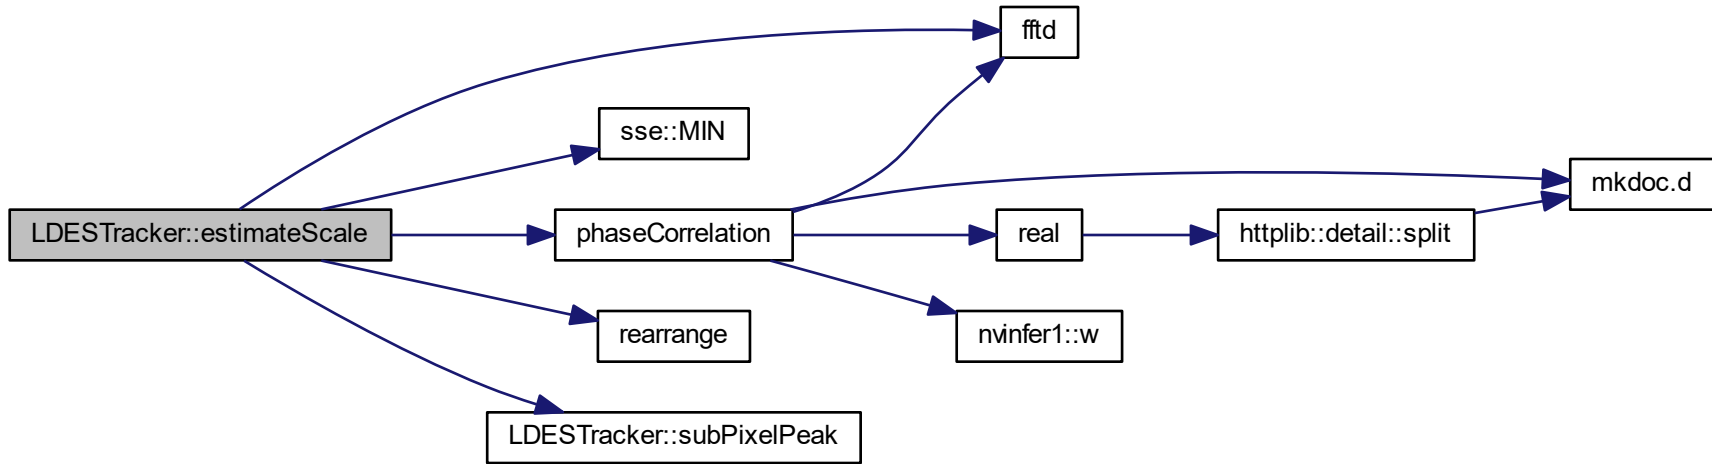 fftd
sse::MIN
mkdoc.d
LDESTracker::estimateScale
phaseCorrelation
real
httplib::detail::split
rearrange
nvinfer1::w
LDESTracker::subPixelPeak